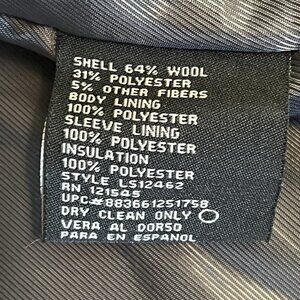 SHELL 64% WOOL
31% POLYESTER
5% OTHER FIBERS
BODY LINING
100% POLYESTER
SLEEVE LINING
100% POLYESTER
INSULATION
100% POLYESTER
STYLE LS12462
RN 121545
UPC#883661251758
DRY CLEAN ONLY
VERA AL DORSO
PARA EN ESPANOL